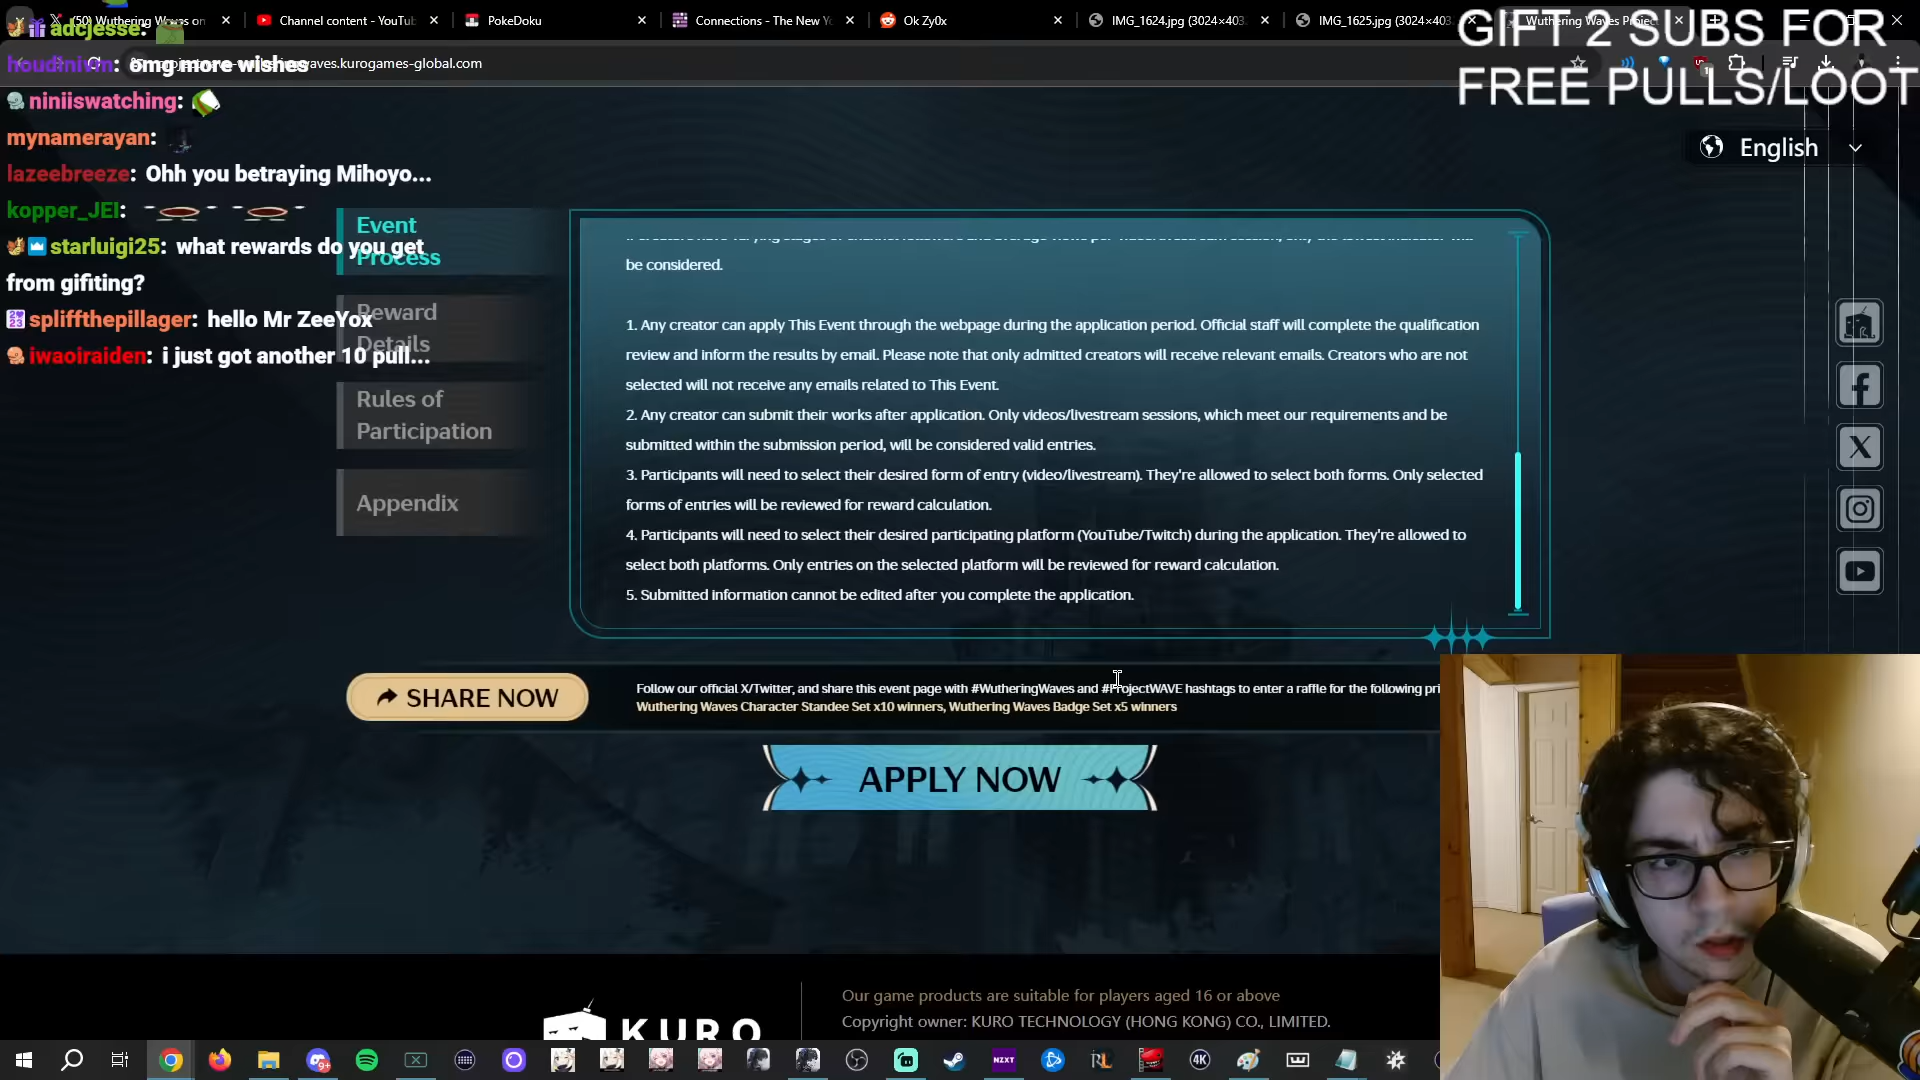 Wuthering Waves on
Channel content - YouTu
PokeDoku
Connections - The New Y
Ok Zy0x
IMG_1624.jpg (3024×403
IMG_1625.jpg (3024×403
Wuthering Waves Proje
GIFT 2 SUBS FOR
FREE PULLS/LOOT
adcjesse:
houdinivm: omg more wishes
waves.kurogames-global.com
niniiswatching:
mynamerayan:
lazeebreeze: Ohh you betraying Mihoyo...
kopper_JEI:
starluigi25: what rewards do you get
from gifiting?
spliffthepillager: hello Mr ZeeYox
iwaoiraiden: i just got another 10 pull...
English
Event
Process
Reward
Details
Rules of
Participation
Appendix
be considered.
1. Any creator can apply This Event through the webpage during the application period. Official staff will complete the qualification
review and inform the results by email. Please note that only admitted creators will receive relevant emails. Creators who are not
selected will not receive any emails related to This Event.
2. Any creator can submit their works after application. Only videos/livestream sessions, which meet our requirements and be
submitted within the submission period, will be considered valid entries.
3. Participants will need to select their desired form of entry (video/livestream). They're allowed to select both forms. Only selected
forms of entries will be reviewed for reward calculation.
4. Participants will need to select their desired participating platform (YouTube/Twitch) during the application. They're allowed to
select both platforms. Only entries on the selected platform will be reviewed for reward calculation.
5. Submitted information cannot be edited after you complete the application.
SHARE NOW
Follow our official X/Twitter, and share this event page with #WutheringWaves and #ProjectWAVE hashtags to enter a raffle for the following pri
Wuthering Waves Character Standee Set x10 winners, Wuthering Waves Badge Set x5 winners
APPLY NOW
KURO
Our game products are suitable for players aged 16 or above
Copyright owner: KURO TECHNOLOGY (HONG KONG) CO., LIMITED.
NZXT
4K